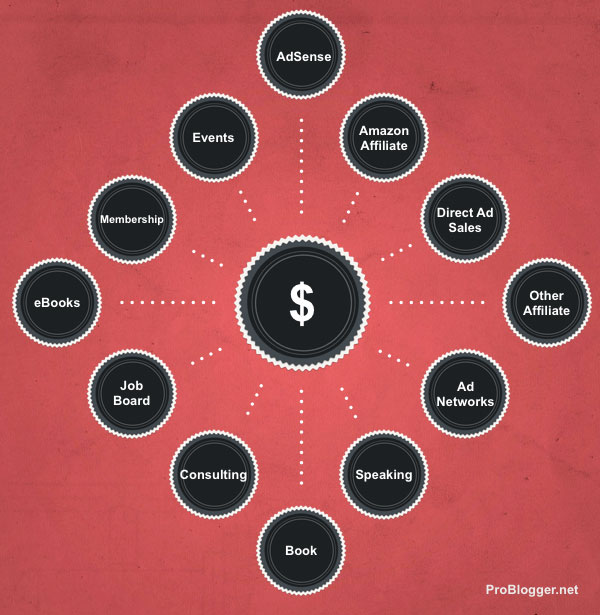 AdSense
Events
Amazon
Affiliate
Membership
Direct Ad
Sales
eBooks
$
Other
Affiliate
Job
Board
Ad
Networks
Consulting
Speaking
Book
ProBlogger.net